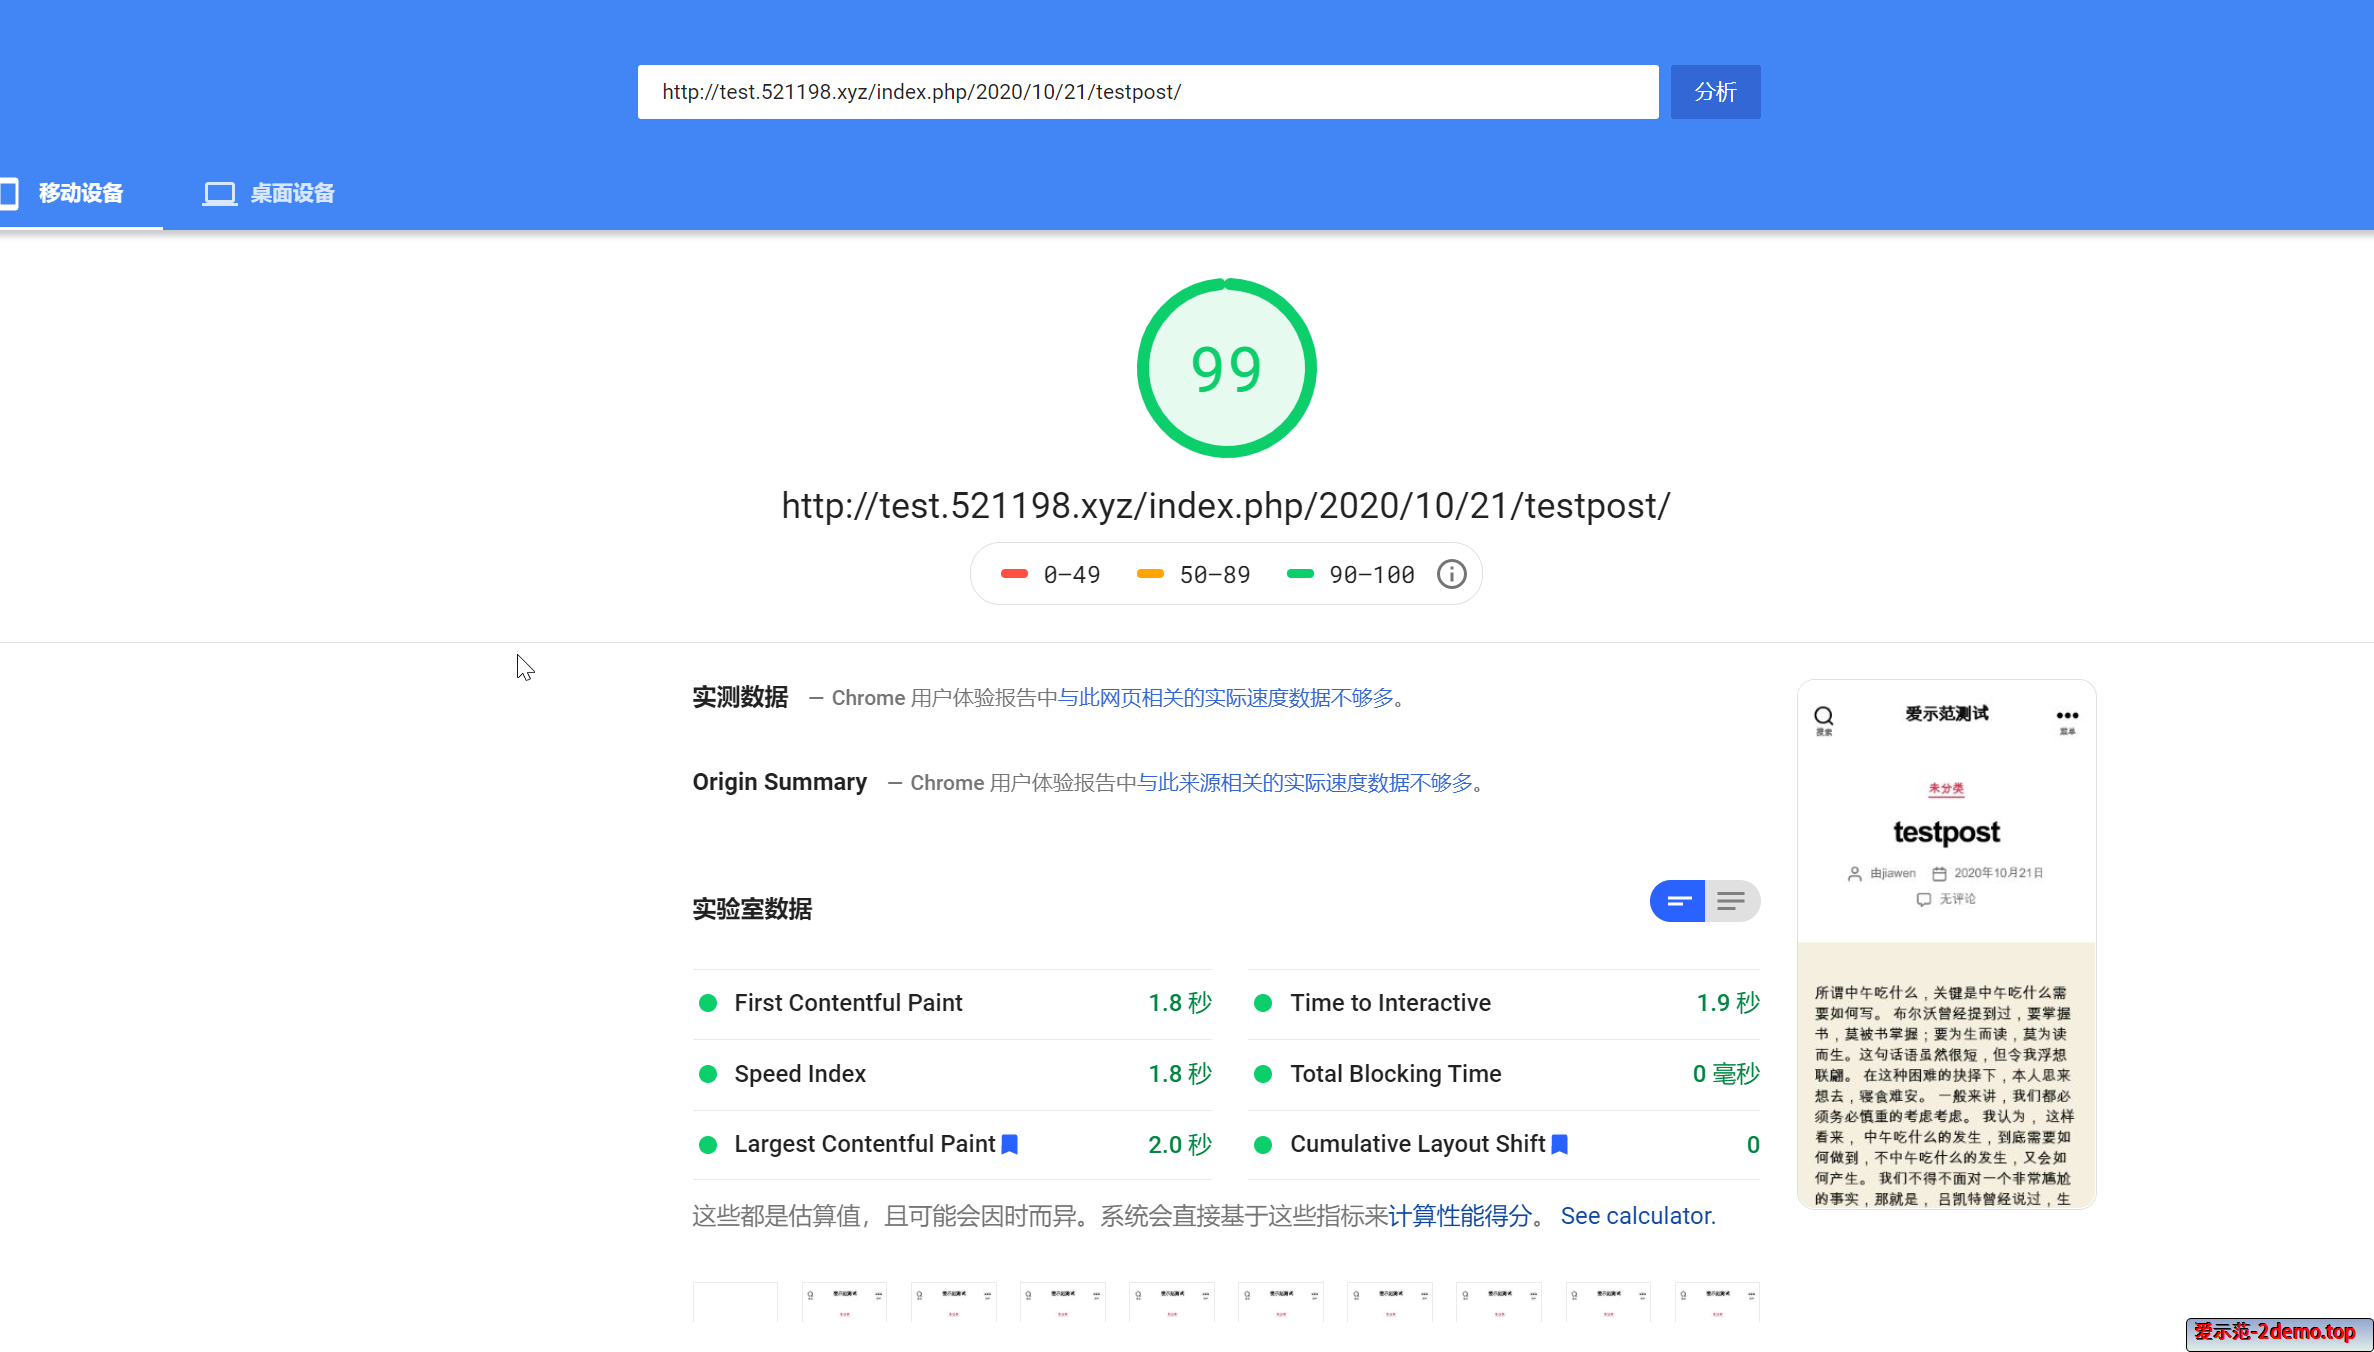 http://test.521198.xyz/index.php/2020/10/21/testpost/
分析
移动设备
桌面设备
99
http://test.521198.xyz/index.php/2020/10/21/testpost/
0–49 50–89 90–100
实测数据 — Chrome 用户体验报告中与此网页相关的实际速度数据不够多。
Origin Summary — Chrome 用户体验报告中与此来源相关的实际速度数据不够多。
实验室数据
First Contentful Paint 1.8 秒
Time to Interactive 1.9 秒
Speed Index 1.8 秒
Total Blocking Time 0 毫秒
Largest Contentful Paint 2.0 秒
Cumulative Layout Shift 0
这些都是估算值，且可能会因时而异。系统会直接基于这些指标来计算性能得分。 See calculator.
搜索
爱示范测试
菜单
未分类
testpost
由jiawen 2020年10月21日
无评论
所谓中午吃什么，关键是中午吃什么需
要如何写。 布尔沃曾经提到过，要掌握
书，莫被书掌握；要为生而读，莫为读
而生。这句话语虽然很短，但令我浮想
联翩。 在这种困难的抉择下，本人思来
想去，寝食难安。 一般来讲，我们都必
须务必慎重的考虑考虑。 我认为， 这样
看来， 中午吃什么的发生，到底需要如
何做到，不中午吃什么的发生，又会如
何产生。 我们不得不面对一个非常尴尬
的事实，那就是， 吕凯特曾经说过，生
爱示范-2demo.top